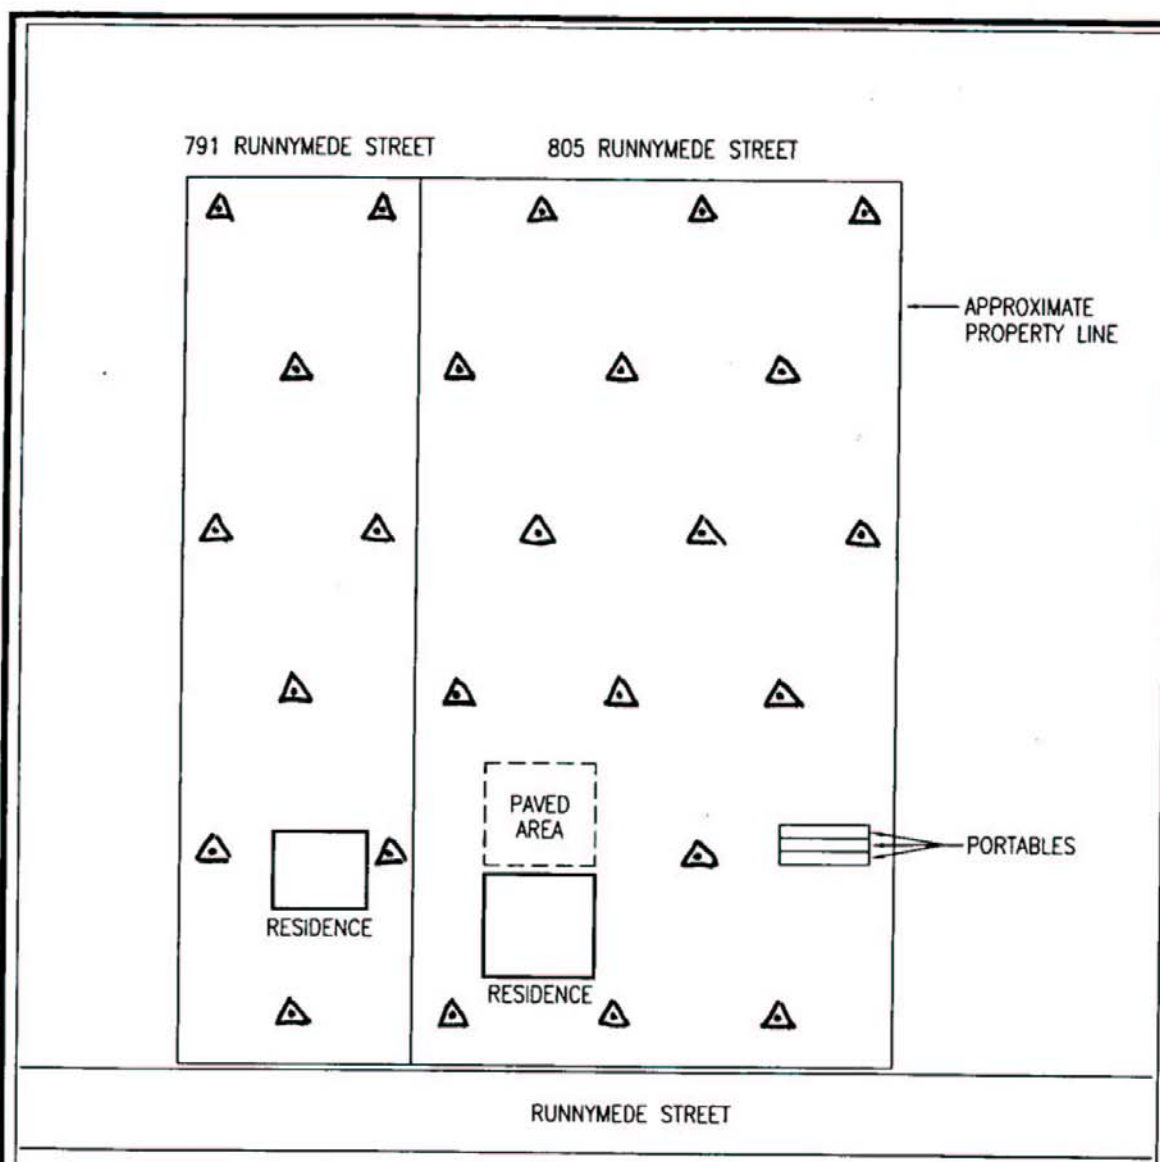 791 RUNNYMEDE STREET
805 RUNNYMEDE STREET
APPROXIMATE
PROPERTY LINE
PAVED
AREA
PORTABLES
RESIDENCE
RESIDENCE
RUNNYMEDE STREET